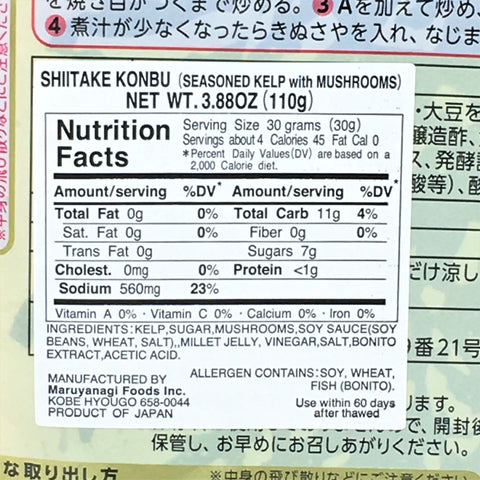 を焼き目がつくまで炒める。❸Aを加えて炒め、
❹煮汁が少なくなったらきぬさやを入れ、なじま
SHIITAKE KONBU (SEASONED KELP with MUSHROOMS)
NET WT. 3.88OZ (110g)
Nutrition Facts
Serving Size 30 grams (30g)
Servings about 4 Calories 45 Fat Cal 0
*Percent Daily Values(DV) are based on a
2,000 Calorie diet.
Amount/serving %DV* Amount/serving %DV*
Total Fat 0g 0% Total Carb 11g 4%
Sat. Fat 0g 0% Fiber 0g 0%
Trans Fat 0g Sugars 7g
Cholest. 0mg 0% Protein <1g
Sodium 560mg 23%
Vitamin A 0% · Vitamin C 0% · Calcium 0% · Iron 0%
INGREDIENTS:KELP,SUGAR,MUSHROOMS,SOY SAUCE(SOY
BEANS, WHEAT, SALT),,MILLET JELLY, VINEGAR,SALT,BONITO
EXTRACT,ACETIC ACID.
ALLERGEN CONTAINS:SOY, WHEAT,
FISH (BONITO).
MANUFACTURED BY
Maruyanagi Foods Inc.
KOBE HYOUGO 658-0044
PRODUCT OF JAPAN
Use within 60 days
after thawed
・大豆を
醸造酢、
ス、発酵
酸等)、酸
だけ涼し
9番21号
ます。
で、開封後
保管し、お早めにお召しあがりください。
な取り出し方
※中身の飛び散りなどにご注意ください